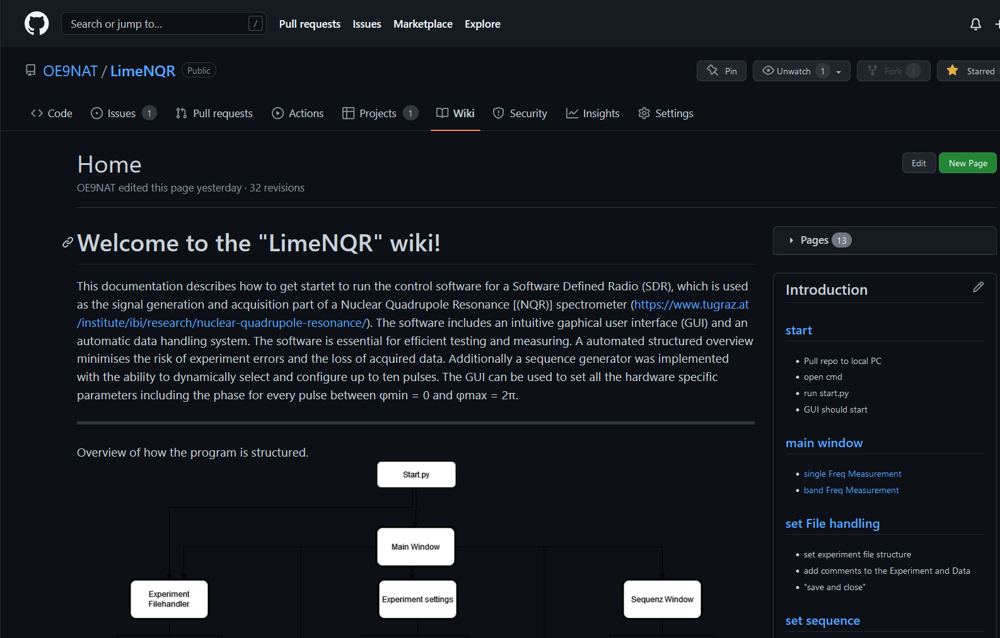 Search or jump to... /
Pull requests Issues Marketplace Explore
OE9NAT / LimeNQR Public
Pin Unwatch 1 Fork 1 Starred
Code Issues 1 Pull requests Actions Projects 1 Wiki Security Insights Settings
Home
Edit New Page
OE9NAT edited this page yesterday · 32 revisions
Welcome to the "LimeNQR" wiki!
This documentation describes how to get startet to run the control software for a Software Defined Radio (SDR), which is used
as the signal generation and acquisition part of a Nuclear Quadrupole Resonance [(NQR)] spectrometer (https://www.tugraz.at
/institute/ibi/research/nuclear-quadrupole-resonance/). The software includes an intuitive gaphical user interface (GUI) and an
automatic data handling system. The software is essential for efficient testing and measuring. A automated structured overview
minimises the risk of experiment errors and the loss of acquired data. Additionally a sequence generator was implemented
with the ability to dynamically select and configure up to ten pulses. The GUI can be used to set all the hardware specific
parameters including the phase for every pulse between φmin = 0 and φmax = 2π.
Overview of how the program is structured.
Start.py
Main Window
Experiment
Filehandler
Experiment settings
Sequenz Window
Pages 13
Introduction
start
Pull repo to local PC
open cmd
run start.py
GUI should start
main window
single Freq Measurement
band Freq Measurement
set File handling
set experiment file structure
add comments to the Experiment and Data
"save and close"
set sequence